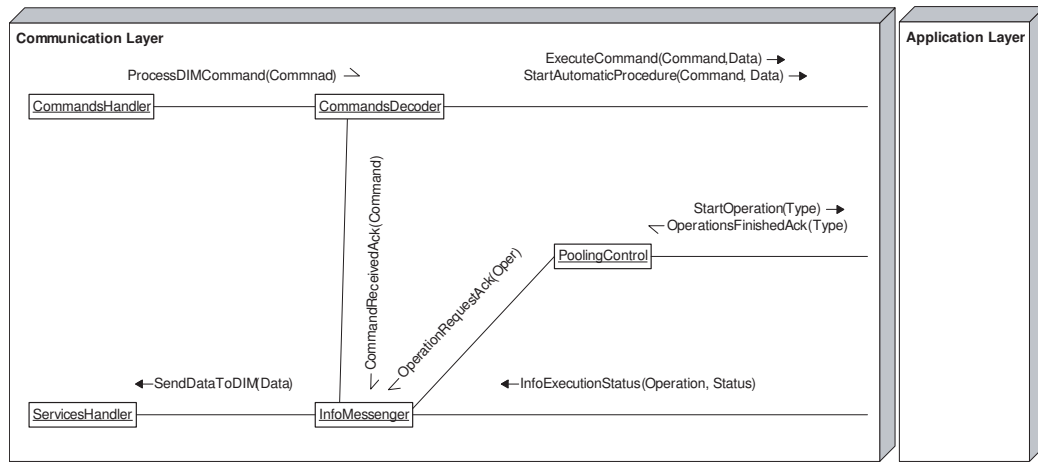 Communication Layer
Application Layer
ExecuteCommand(Command,Data)
ProcessDIMCommand(Commnad)
StartAutomaticProcedure(Command, Data)
CommandsHandler
CommandsDecoder
CommandReceivedAck(Command)
StartOperation(Type)
OperationsFinishedAck(Type)
PoolingControl
OperationRequestAck(Oper)
SendDataToDIM(Data)
InfoExecutionStatus(Operation, Status)
ServicesHandler
InfoMessenger